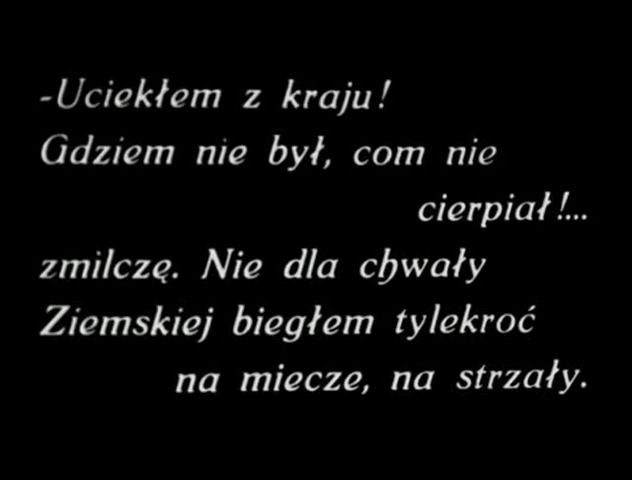 -Uciekłem z kraju!
Gdziem nie był, com nie
cierpiał!...
zmilczę. Nie dla chwały
Ziemskiej biegłem tylekroć
na miecze, na strzały.